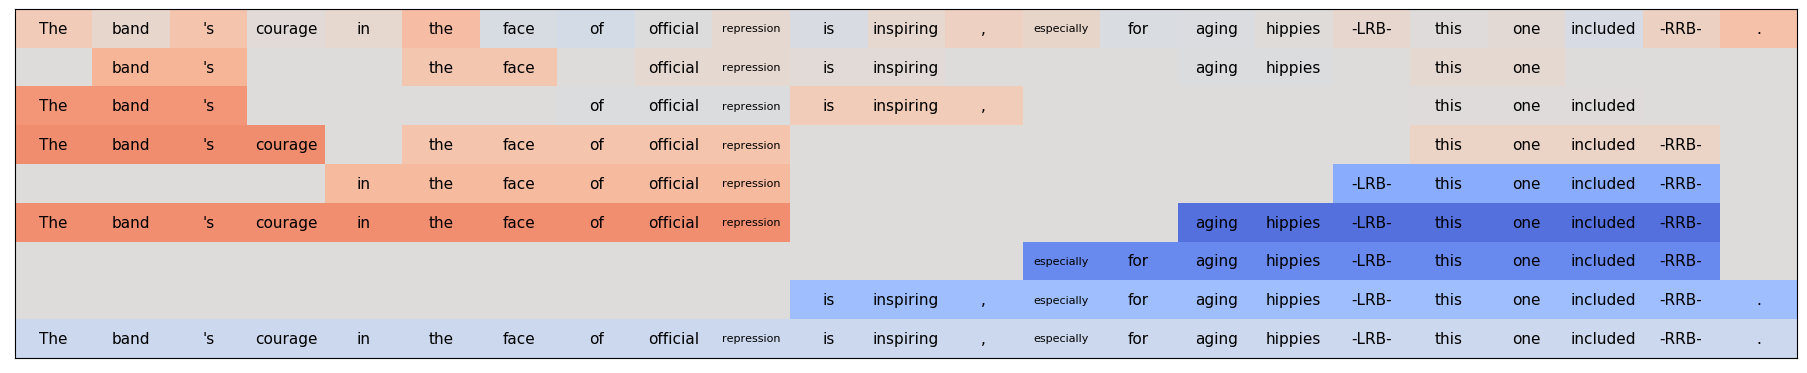 The band 's courage in the face of official repression is inspiring , especially for aging hippies -LRB- this one included -RRB- .
band 's the face official repression is inspiring aging hippies this one
The band 's of official repression is inspiring , this one included
The band 's courage the face of official repression this one included -RRB-
in the face of official repression -LRB- this one included -RRB-
The band 's courage in the face of official repression aging hippies -LRB- this one included -RRB-
especially for aging hippies -LRB- this one included -RRB-
is inspiring , especially for aging hippies -LRB- this one included -RRB- .
The band 's courage in the face of official repression is inspiring , especially for aging hippies -LRB- this one included -RRB- .